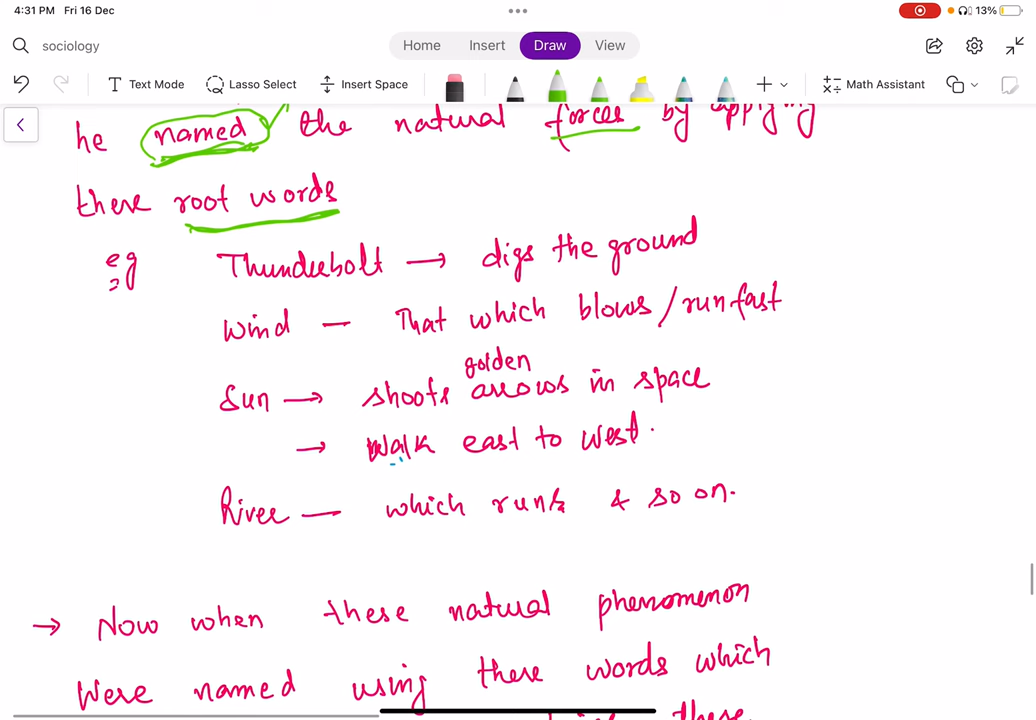 4:31 PM Fri 16 Dec
13%
sociology
Home Insert Draw View
Text Mode Lasso Select Insert Space Math Assistant
he named the natural forces by applying
there root words
eg Thunderbolt → digs the ground
Wind – That which blows / run fast
golden
Sun → shoots arrows in space
→ Walk east to west.
River — which runs & so on.
→ Now when these natural phenomenon
Were named using there words which
these